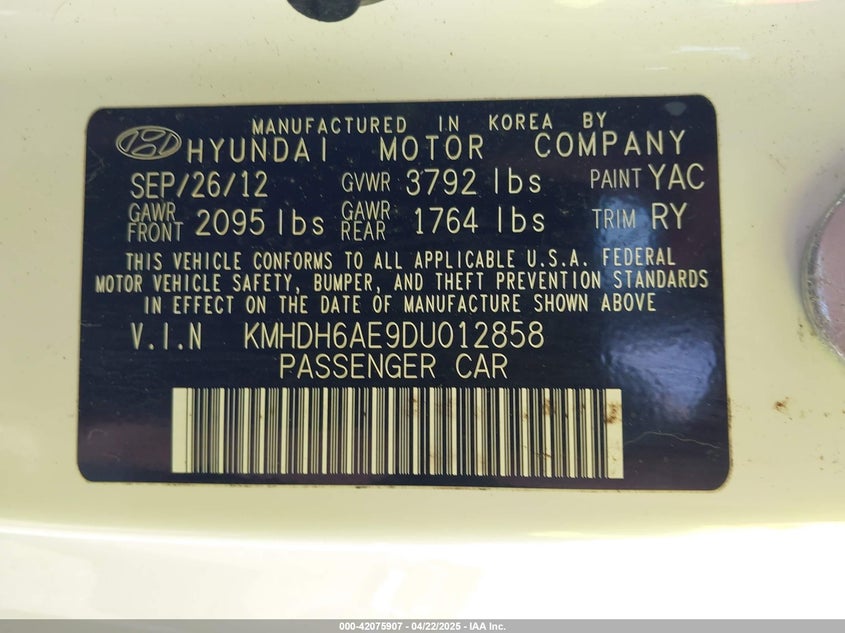 MANUFACTURED IN KOREA BY
HYUNDAI MOTOR COMPANY
SEP/26/12 GVWR 3792 lbs PAINT YAC
GAWR FRONT 2095 lbs GAWR REAR 1764 lbs TRIM RY
THIS VEHICLE CONFORMS TO ALL APPLICABLE U.S.A. FEDERAL
MOTOR VEHICLE SAFETY, BUMPER, AND THEFT PREVENTION STANDARDS
IN EFFECT ON THE DATE OF MANUFACTURE SHOWN ABOVE
V.I.N KMHDH6AE9DU012858
PASSENGER CAR
000-42075907 - 04/22/2025 - IAA Inc.